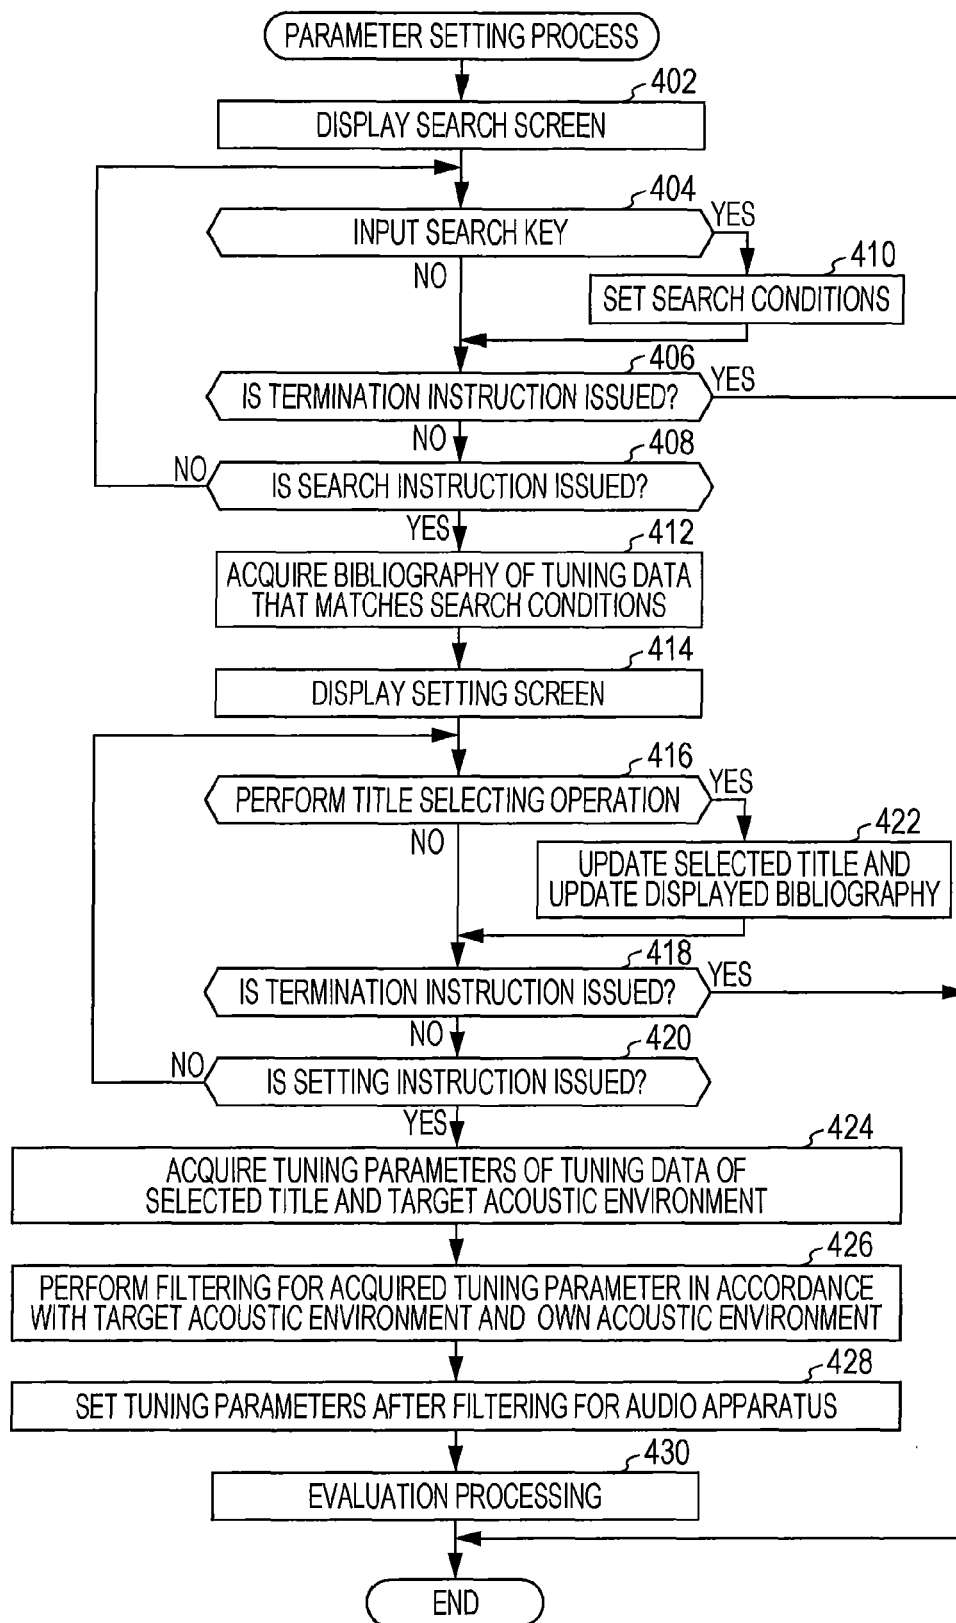 PARAMETER SETTING PROCESS
402
DISPLAY SEARCH SCREEN
404
INPUT SEARCH KEY
YES
NO
410
SET SEARCH CONDITIONS
406
IS TERMINATION INSTRUCTION ISSUED?
YES
NO
408
NO
IS SEARCH INSTRUCTION ISSUED?
YES
412
ACQUIRE BIBLIOGRAPHY OF TUNING DATA
THAT MATCHES SEARCH CONDITIONS
414
DISPLAY SETTING SCREEN
416
PERFORM TITLE SELECTING OPERATION
YES
NO
422
UPDATE SELECTED TITLE AND
UPDATE DISPLAYED BIBLIOGRAPHY
418
IS TERMINATION INSTRUCTION ISSUED?
YES
NO
420
NO
IS SETTING INSTRUCTION ISSUED?
YES
424
ACQUIRE TUNING PARAMETERS OF TUNING DATA OF
SELECTED TITLE AND TARGET ACOUSTIC ENVIRONMENT
426
PERFORM FILTERING FOR ACQUIRED TUNING PARAMETER IN ACCORDANCE
WITH TARGET ACOUSTIC ENVIRONMENT AND OWN ACOUSTIC ENVIRONMENT
428
SET TUNING PARAMETERS AFTER FILTERING FOR AUDIO APPARATUS
430
EVALUATION PROCESSING
END